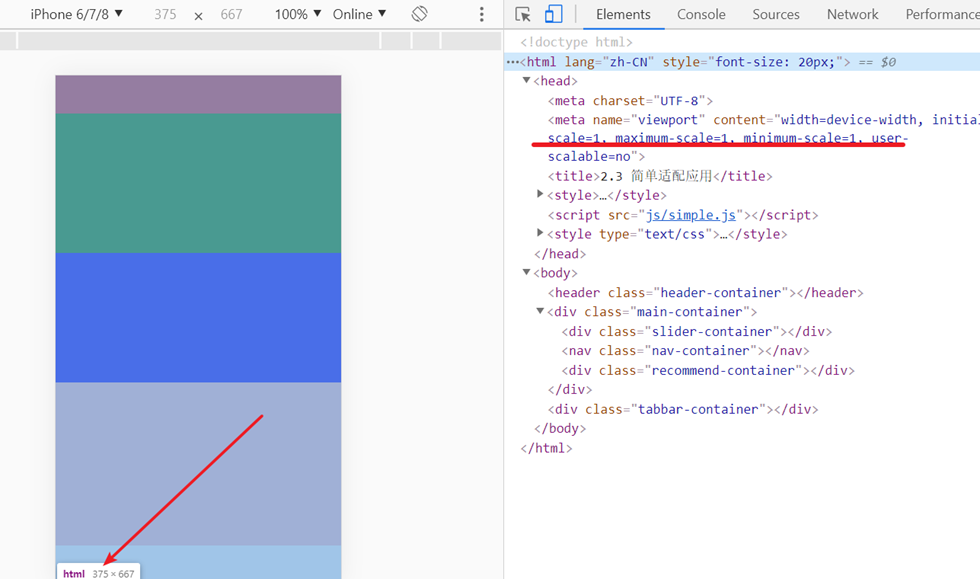 iPhone 6/7/8 ▼ 375 × 667 100% ▼ Online ▼
Elements Console Sources Network Performance
<!doctype html>
⋯<html lang="zh-CN" style="font-size: 20px;"> == $0
▼<head>
<meta charset="UTF-8">
<meta name="viewport" content="width=device-width, initial
scale=1, maximum-scale=1, minimum-scale=1, user-
scalable=no">
<title>2.3 简单适配应用</title>
▶<style>…</style>
<script src="js/simple.js"></script>
▶<style type="text/css">…</style>
</head>
▼<body>
<header class="header-container"></header>
▼<div class="main-container">
<div class="slider-container"></div>
<nav class="nav-container"></nav>
<div class="recommend-container"></div>
</div>
<div class="tabbar-container"></div>
</body>
</html>
html 375 × 667